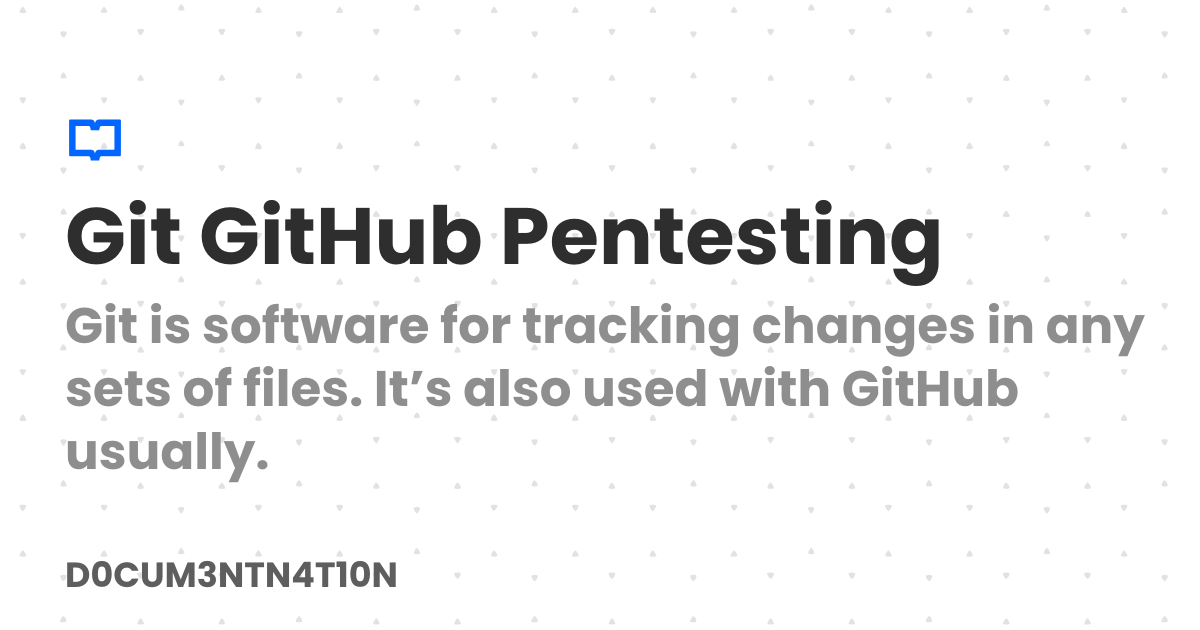 Git GitHub Pentesting
Git is software for tracking changes in any
sets of files. It’s also used with GitHub
usually.
D0CUM3NTN4T10N